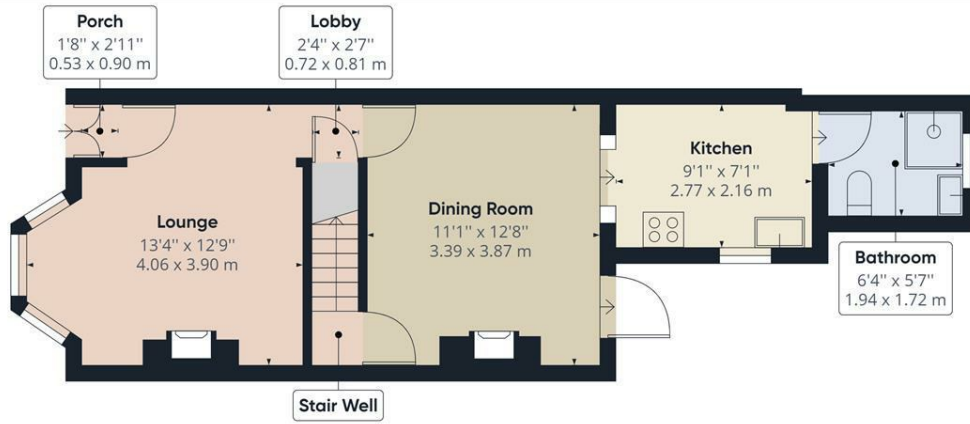 Porch
1'8" x 2'11"
0.53 x 0.90 m
Lobby
2'4" x 2'7"
0.72 x 0.81 m
Lounge
13'4" x 12'9"
4.06 x 3.90 m
Dining Room
11'1" x 12'8"
3.39 x 3.87 m
Kitchen
9'1" x 7'1"
2.77 x 2.16 m
Bathroom
6'4" x 5'7"
1.94 x 1.72 m
Stair Well